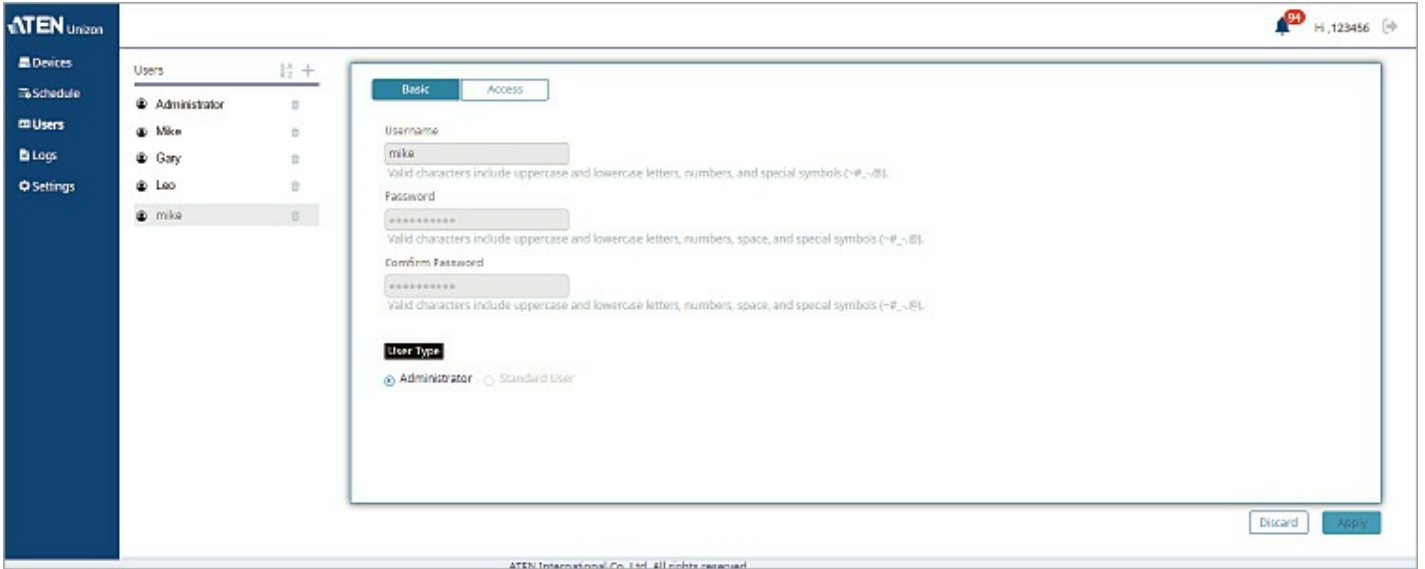 ATEN Unizon
94
Hi ,123456
Devices
Schedule
Users
Logs
Settings
Users
Administrator
Mike
Gary
Leo
mike
Basic
Access
Username
mike
Valid characters include uppercase and lowercase letters, numbers, and special symbols (~#_-.@).
Password
**********
Valid characters include uppercase and lowercase letters, numbers, space, and special symbols (~#_-.@).
Comfirm Password
**********
Valid characters include uppercase and lowercase letters, numbers, space, and special symbols (~#_-.@).
User Type
Administrator
Standard User
Discard
Apply
ATEN International Co. Ltd. All rights reserved